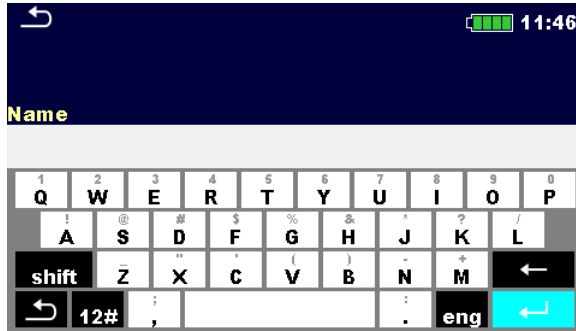 11:46
Name
1 2 3 4 5 6 7 8 9 0
Q W E R T Y U I O P
! @ # $ % & * ? /
A S D F G H J K L
_ " ' ( ) - +
shift Z X C V B N M ←
12# ; , : . eng